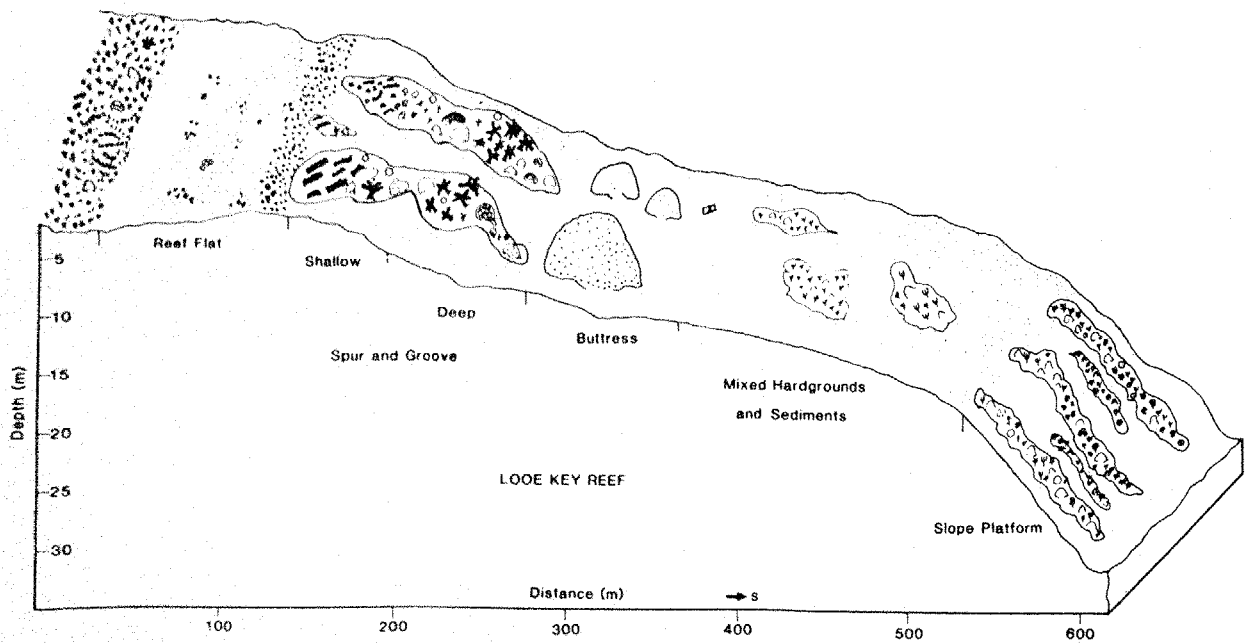 Reef Flat
Shallow
Deep
Spur and Groove
Buttress
Mixed Hardgrounds
and Sediments
Slope Platform
LOOE KEY REEF
Depth (m)
5
10
15
20
25
30
Distance (m)
S
100
200
300
400
500
600